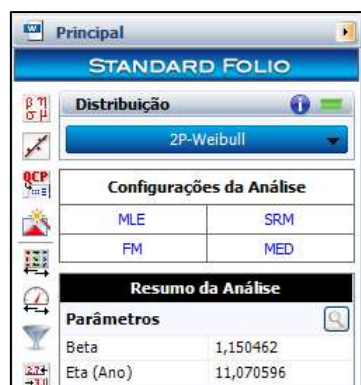 Principal
STANDARD FOLIO
β η
σ μ
Distribuição
2P-Weibull
QCP
Configurações da Análise
MLE SRM
FM MED
Resumo da Análise
Parâmetros
Beta 1,150462
Eta (Ano) 11,070596